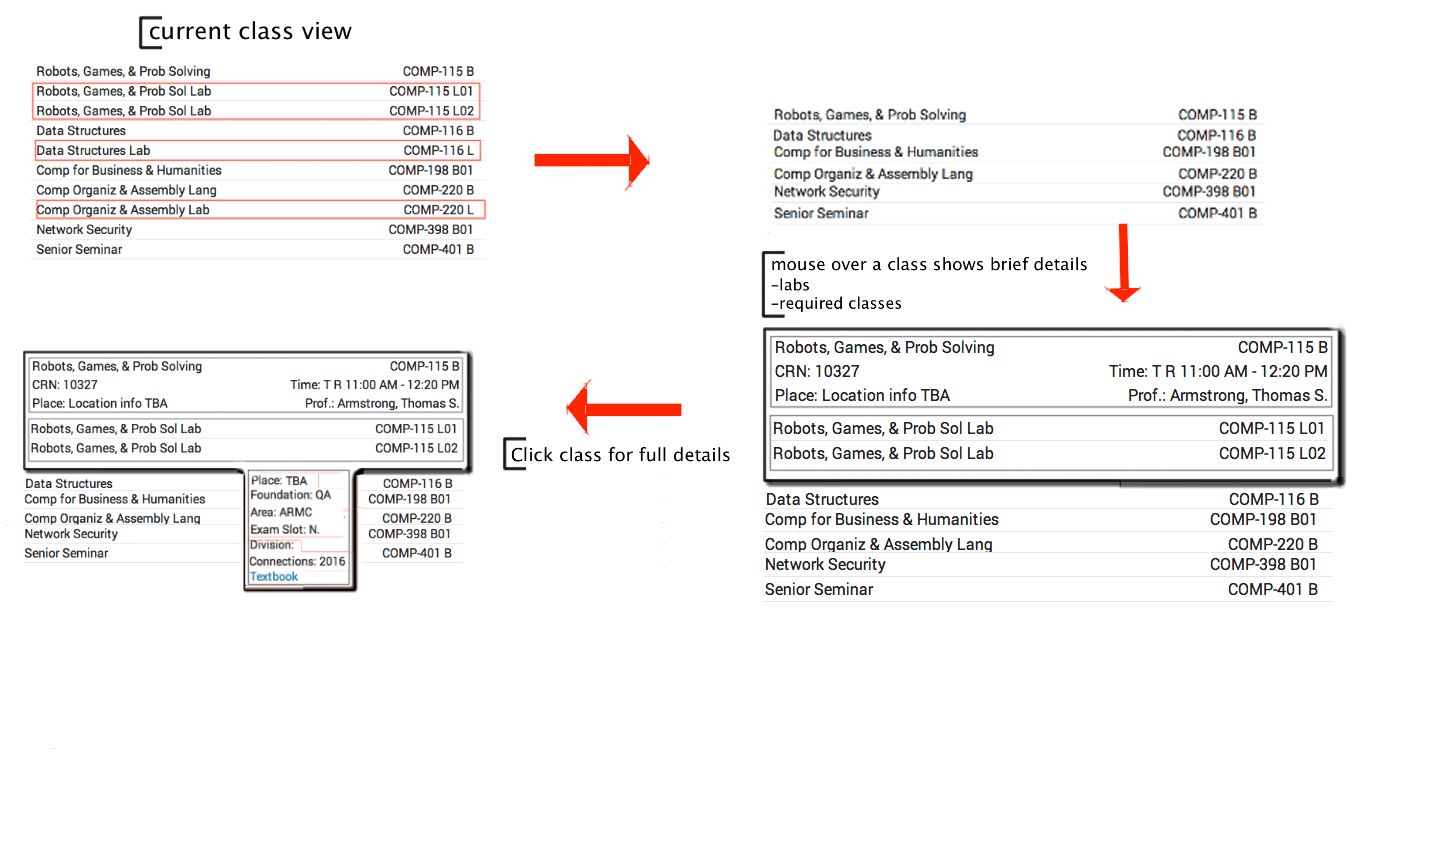 current class view
Robots, Games, & Prob Solving COMP-115 B
Robots, Games, & Prob Sol Lab COMP-115 L01
Robots, Games, & Prob Sol Lab COMP-115 L02
Data Structures COMP-116 B
Data Structures Lab COMP-116 L
Comp for Business & Humanities COMP-198 B01
Comp Organiz & Assembly Lang COMP-220 B
Comp Organiz & Assembly Lab COMP-220 L
Network Security COMP-398 B01
Senior Seminar COMP-401 B
Robots, Games, & Prob Solving COMP-115 B
Data Structures COMP-116 B
Comp for Business & Humanities COMP-198 B01
Comp Organiz & Assembly Lang COMP-220 B
Network Security COMP-398 B01
Senior Seminar COMP-401 B
mouse over a class shows brief details
-labs
-required classes
Robots, Games, & Prob Solving COMP-115 B
CRN: 10327 Time: T R 11:00 AM - 12:20 PM
Place: Location info TBA Prof.: Armstrong, Thomas S.
Robots, Games, & Prob Sol Lab COMP-115 L01
Robots, Games, & Prob Sol Lab COMP-115 L02
Data Structures COMP-116 B
Comp for Business & Humanities COMP-198 B01
Comp Organiz & Assembly Lang COMP-220 B
Network Security COMP-398 B01
Senior Seminar COMP-401 B
Click class for full details
Robots, Games, & Prob Solving COMP-115 B
CRN: 10327 Time: T R 11:00 AM - 12:20 PM
Place: Location info TBA Prof.: Armstrong, Thomas S.
Robots, Games, & Prob Sol Lab COMP-115 L01
Robots, Games, & Prob Sol Lab COMP-115 L02
Data Structures COMP-116 B
Comp for Business & Humanities COMP-198 B01
Comp Organiz & Assembly Lang COMP-220 B
Network Security COMP-398 B01
Senior Seminar COMP-401 B
Place: TBA
Foundation: QA
Area: ARMC
Exam Slot: N.
Division:
Connections: 2016
Textbook